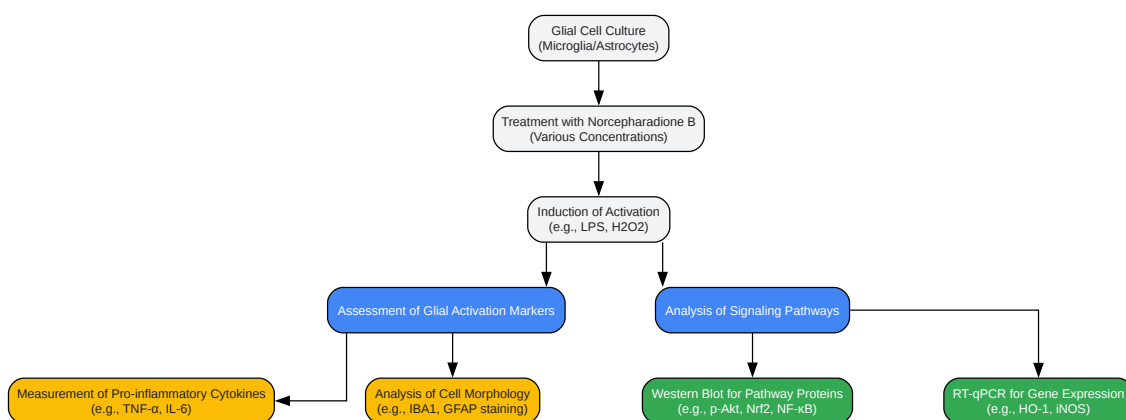 Glial Cell Culture
(Microglia/Astrocytes)
Treatment with Norcepharadione B
(Various Concentrations)
Induction of Activation
(e.g., LPS, H2O2)
Assessment of Glial Activation Markers
Analysis of Signaling Pathways
Measurement of Pro-inflammatory Cytokines
(e.g., TNF-α, IL-6)
Analysis of Cell Morphology
(e.g., IBA1, GFAP staining)
Western Blot for Pathway Proteins
(e.g., p-Akt, Nrf2, NF-κB)
RT-qPCR for Gene Expression
(e.g., HO-1, iNOS)